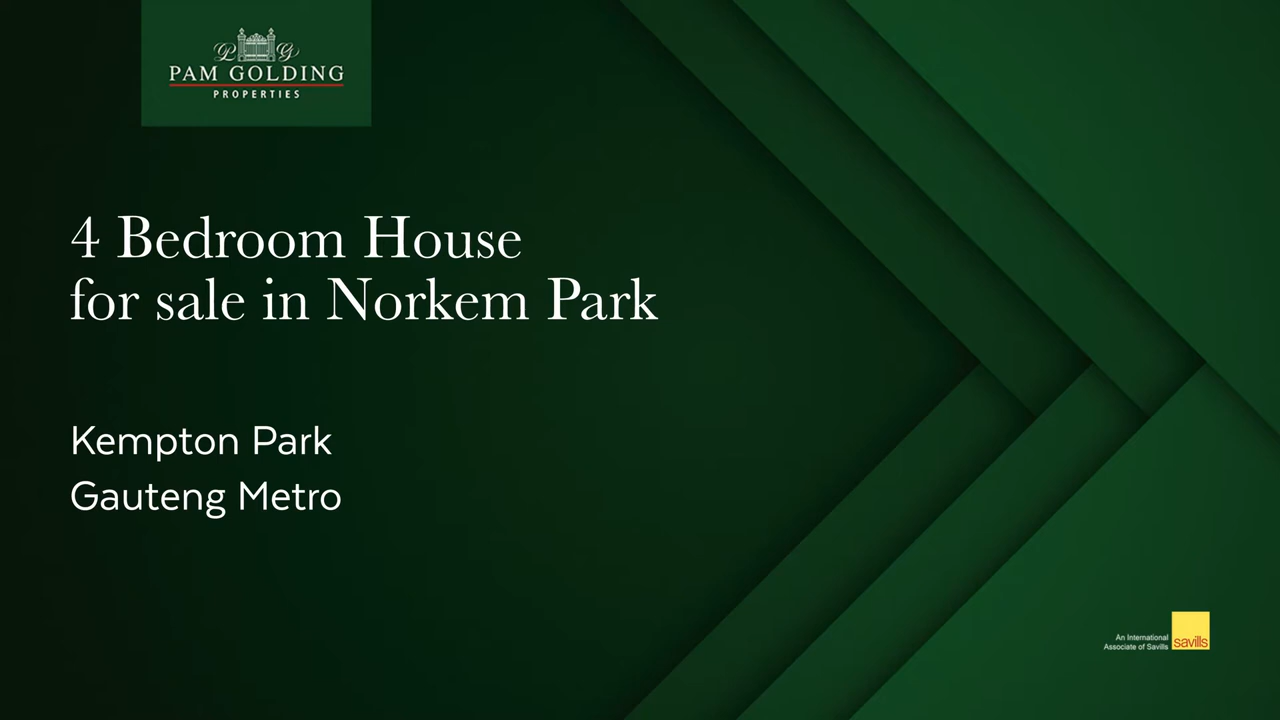 PAM GOLDING
PROPERTIES
4 Bedroom House
for sale in Norkem Park
Kempton Park
Gauteng Metro
An International
Associate of Savills
savills